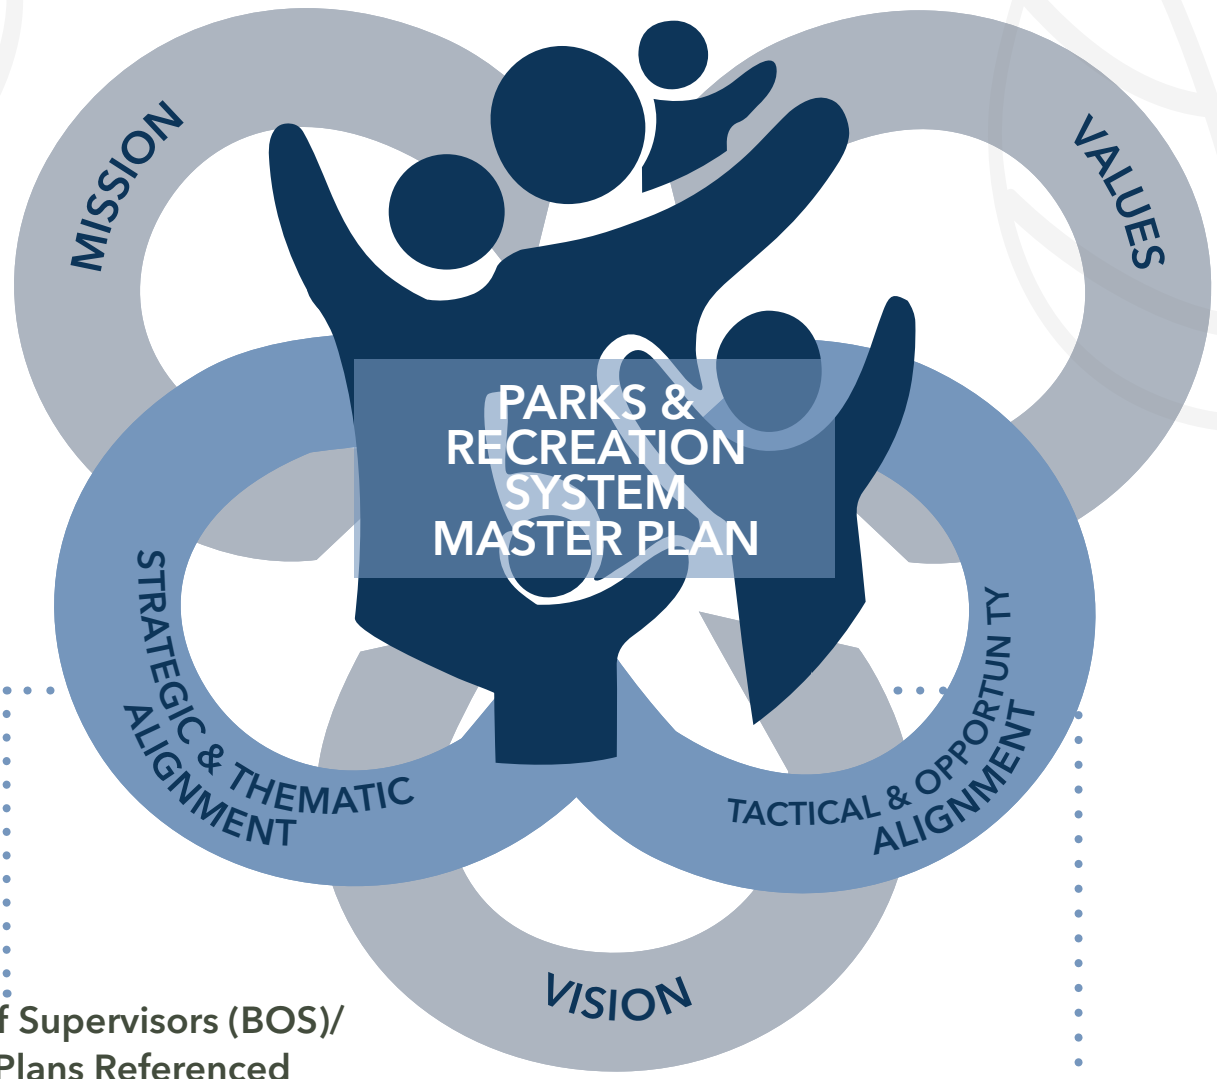 MISSION
VALUES
PARKS &
RECREATION
SYSTEM
MASTER PLAN
STRATEGIC & THEMATIC
ALIGNMENT
TACTICAL & OPPORTUN TY
ALIGNMENT
VISION
f Supervisors (BOS)/
Plans Referenced